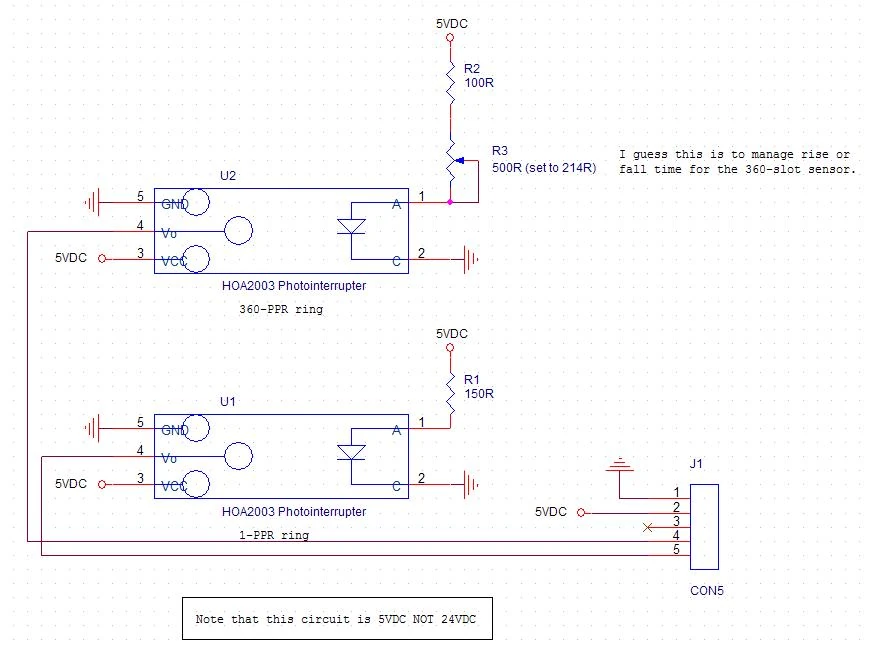 5VDC
R2
100R
R3
500R (set to 214R)
I guess this is to manage rise or
fall time for the 360-slot sensor.
U2
5
GND
A
1
4
Vo
5VDC
3
VCC
C
2
HOA2003 Photointerrupter
360-PPR ring
5VDC
R1
150R
U1
5
GND
A
1
4
Vo
5VDC
3
VCC
C
2
HOA2003 Photointerrupter
1-PPR ring
J1
1
5VDC
2
3
4
5
CON5
Note that this circuit is 5VDC NOT 24VDC